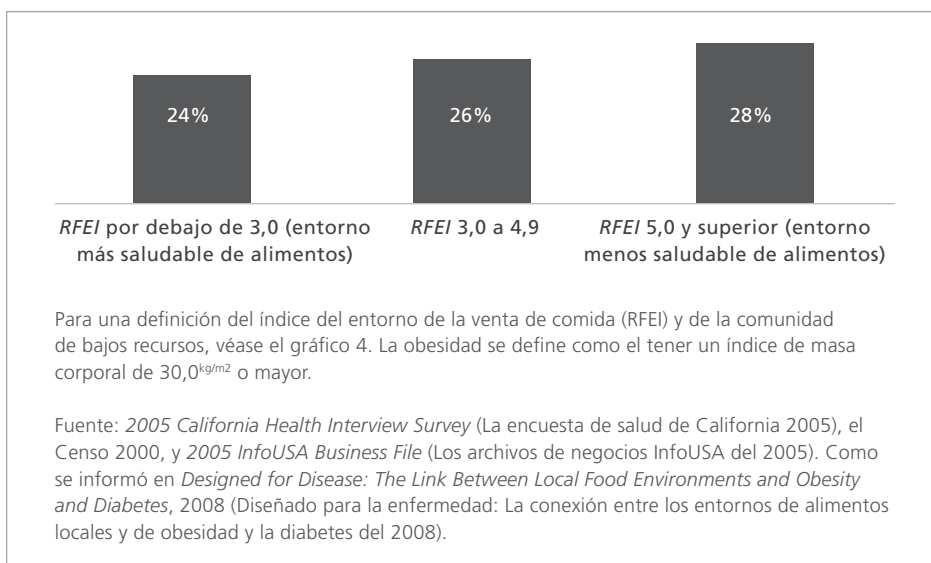 24%
26%
28%
RFEI por debajo de 3,0 (entorno
más saludable de alimentos)
RFEI 3,0 a 4,9
RFEI 5,0 y superior (entorno
menos saludable de alimentos)
Para una definición del índice del entorno de la venta de comida (RFEI) y de la comunidad
de bajos recursos, véase el gráfico 4. La obesidad se define como el tener un índice de masa
corporal de 30,0kg/m2 o mayor.
Fuente: 2005 California Health Interview Survey (La encuesta de salud de California 2005), el
Censo 2000, y 2005 InfoUSA Business File (Los archivos de negocios InfoUSA del 2005). Como
se informó en Designed for Disease: The Link Between Local Food Environments and Obesity
and Diabetes, 2008 (Diseñado para la enfermedad: La conexión entre los entornos de alimentos
locales y de obesidad y la diabetes del 2008).